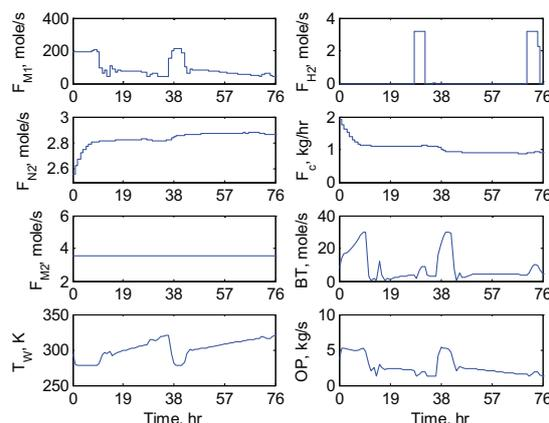 F_M1, mole/s
400
200
0
0 19 38 57 76
F_H2, mole/s
4
2
0
0 19 38 57 76
F_N2, mole/s
3
2.8
2.6
0 19 38 57 76
F_c, kg/hr
2
1
0
0 19 38 57 76
F_M2, mole/s
6
4
2
0 19 38 57 76
BT, mole/s
40
20
0
0 19 38 57 76
T_W, K
350
300
250
0 19 38 57 76
Time, hr
OP, kg/s
10
5
0
0 19 38 57 76
Time, hr